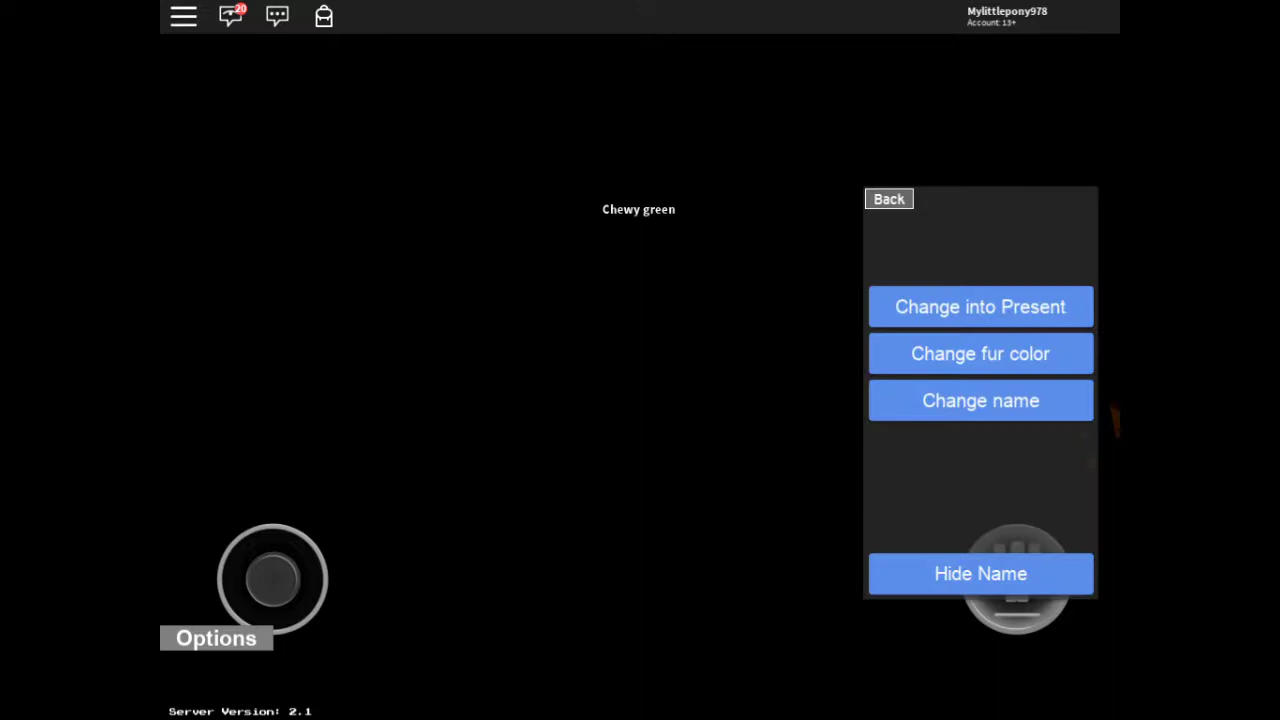 20
Mylittlepony978
Account: 13+
Chewy green
Back
Change into Present
Change fur color
Change name
Hide Name
Options
Server Version: 2.1